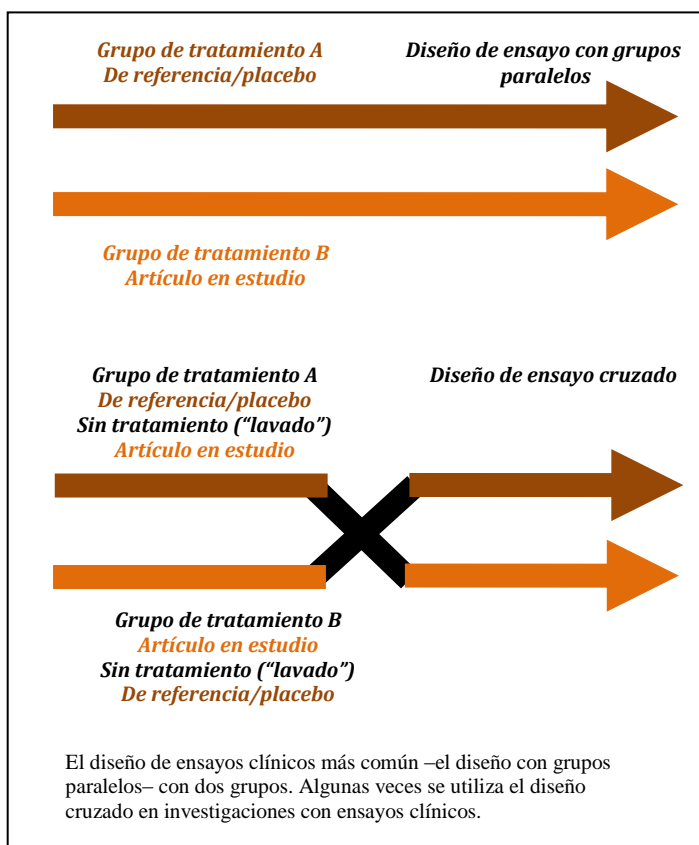 Grupo de tratamiento A
De referencia/placebo
Diseño de ensayo con grupos
paralelos
Grupo de tratamiento B
Artículo en estudio
Grupo de tratamiento A
De referencia/placebo
Sin tratamiento (“lavado”)
Artículo en estudio
Diseño de ensayo cruzado
Grupo de tratamiento B
Artículo en estudio
Sin tratamiento (“lavado”)
De referencia/placebo
El diseño de ensayos clínicos más común –el diseño con grupos
paralelos– con dos grupos. Algunas veces se utiliza el diseño
cruzado en investigaciones con ensayos clínicos.